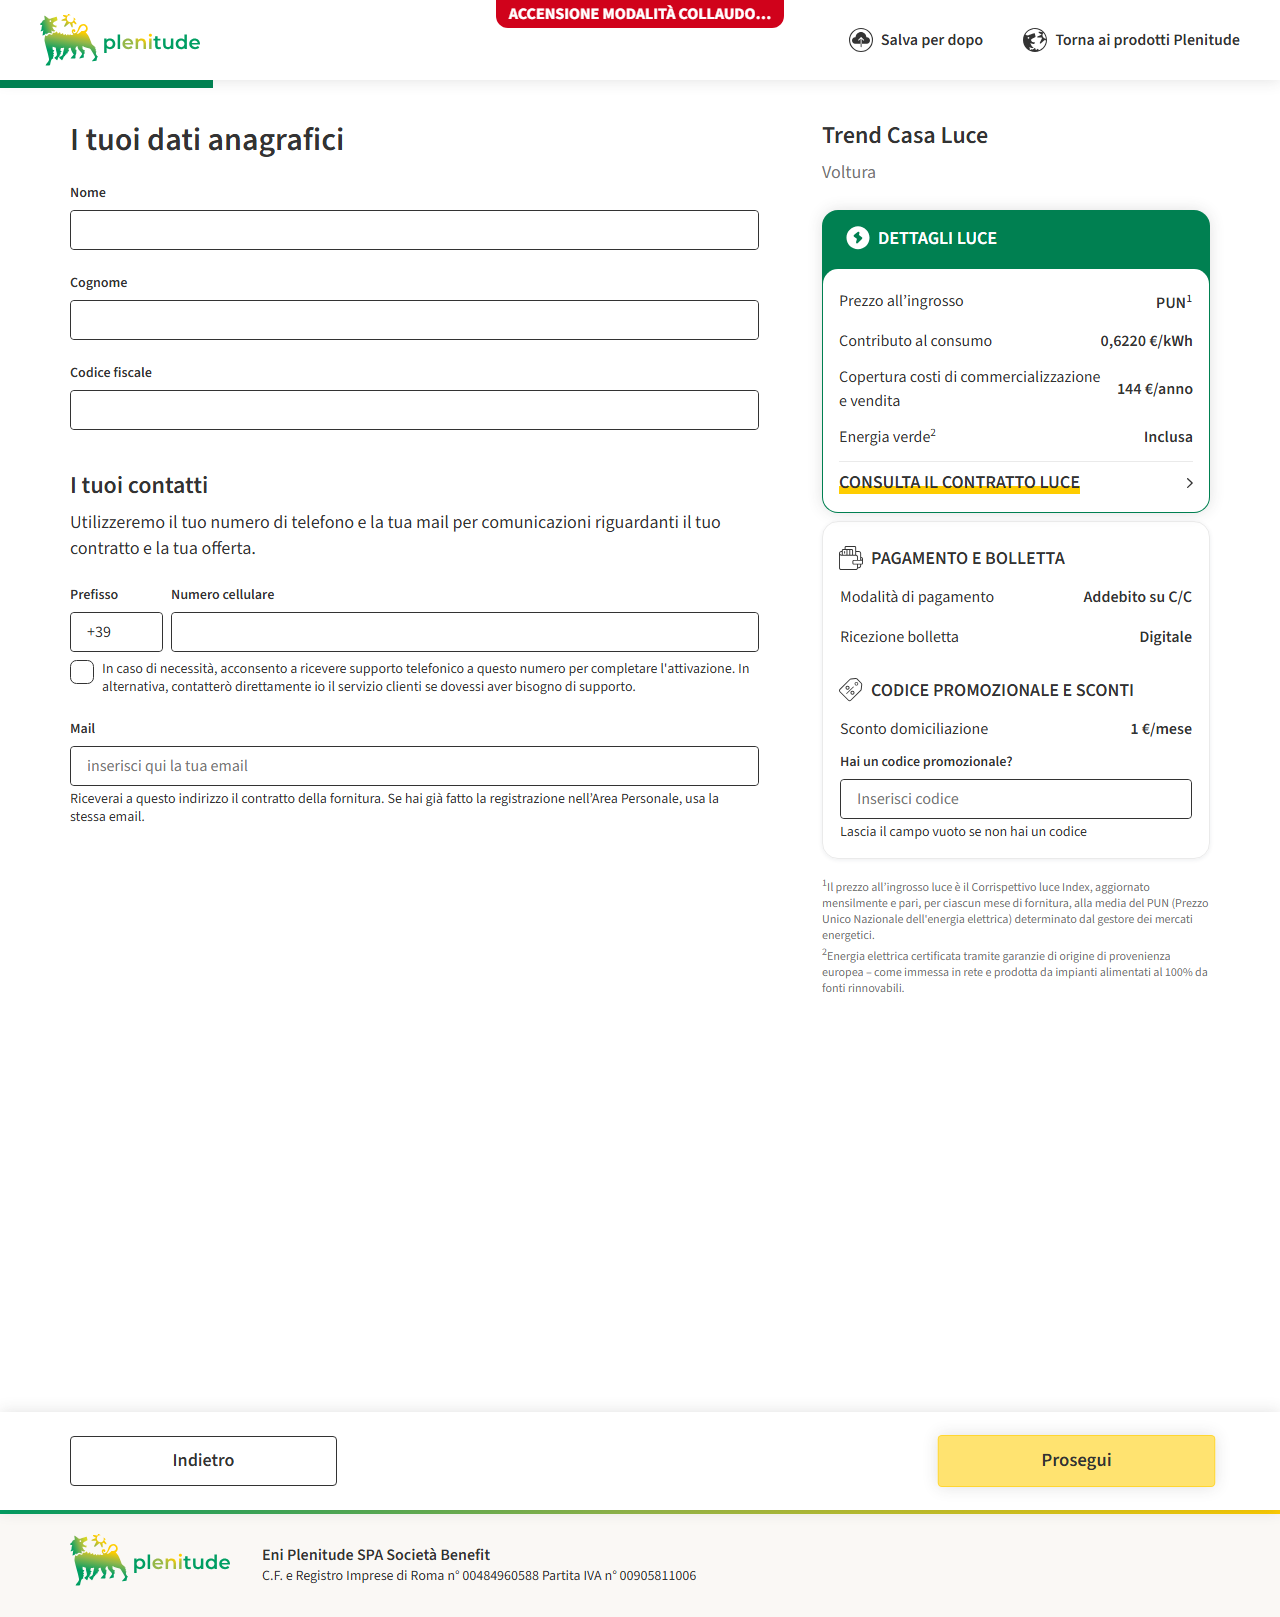 plenitude
ACCENSIONE MODALITÀ COLLAUDO...
Salva per dopo
Torna ai prodotti Plenitude
I tuoi dati anagrafici
Nome
Cognome
Codice fiscale
I tuoi contatti
Utilizzeremo il tuo numero di telefono e la tua mail per comunicazioni riguardanti il tuo
contratto e la tua offerta.
Prefisso
Numero cellulare
+39
In caso di necessità, acconsento a ricevere supporto telefonico a questo numero per completare l'attivazione. In
alternativa, contatterò direttamente io il servizio clienti se dovessi aver bisogno di supporto.
Mail
inserisci qui la tua email
Riceverai a questo indirizzo il contratto della fornitura. Se hai già fatto la registrazione nell'Area Personale, usa la
stessa email.
Trend Casa Luce
Voltura
DETTAGLI LUCE
Prezzo all'ingrosso PUN¹
Contributo al consumo 0,6220 €/kWh
Copertura costi di commercializzazione
e vendita 144 €/anno
Energia verde² Inclusa
CONSULTA IL CONTRATTO LUCE
PAGAMENTO E BOLLETTA
Modalità di pagamento Addebito su C/C
Ricezione bolletta Digitale
CODICE PROMOZIONALE E SCONTI
Sconto domiciliazione 1 €/mese
Hai un codice promozionale?
Inserisci codice
Lascia il campo vuoto se non hai un codice
¹Il prezzo all'ingrosso luce è il Corrispettivo luce Index, aggiornato
mensilmente e pari, per ciascun mese di fornitura, alla media del PUN (Prezzo
Unico Nazionale dell'energia elettrica) determinato dal gestore dei mercati
energetici.
²Energia elettrica certificata tramite garanzie di origine di provenienza
europea – come immessa in rete e prodotta da impianti alimentati al 100% da
fonti rinnovabili.
Indietro
Prosegui
plenitude
Eni Plenitude SPA Società Benefit
C.F. e Registro Imprese di Roma n° 00484960588 Partita IVA n° 00905811006